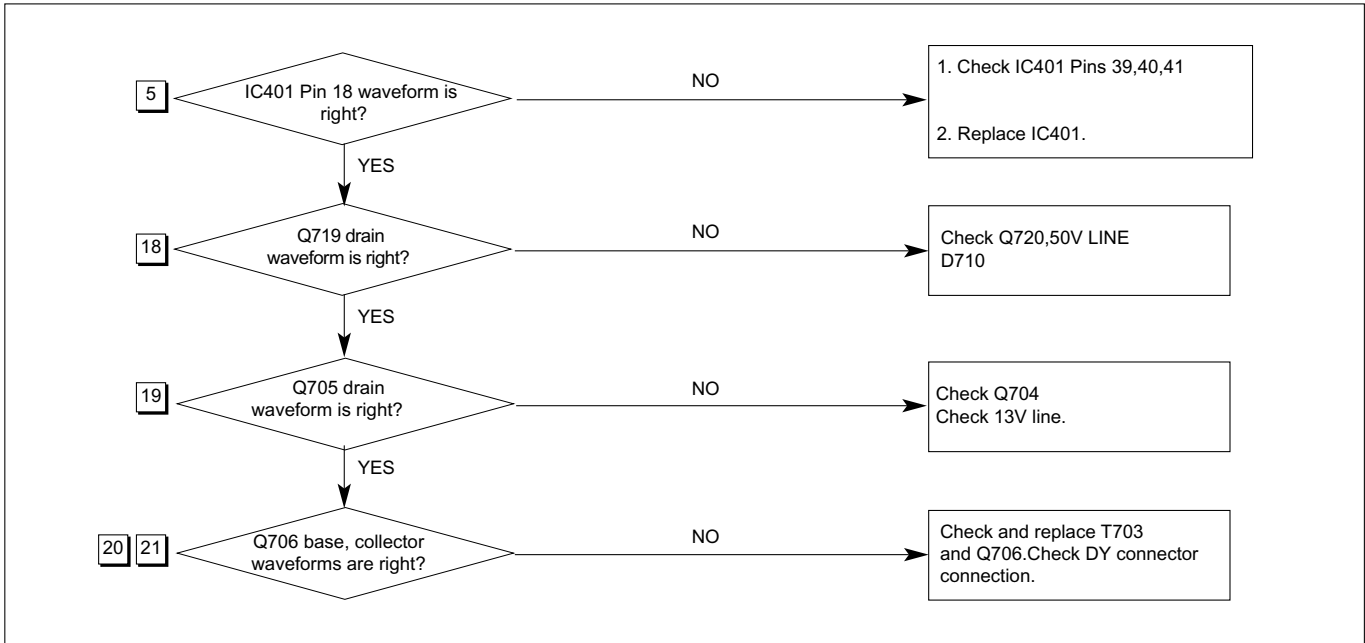 5
IC401 Pin 18 waveform is
right?
NO
1. Check IC401 Pins 39,40,41
2. Replace IC401.
YES
18
Q719 drain
waveform is right?
NO
Check Q720,50V LINE
D710
YES
19
Q705 drain
waveform is right?
NO
Check Q704
Check 13V line.
YES
20 21
Q706 base, collector
waveforms are right?
NO
Check and replace T703
and Q706.Check DY connector
connection.